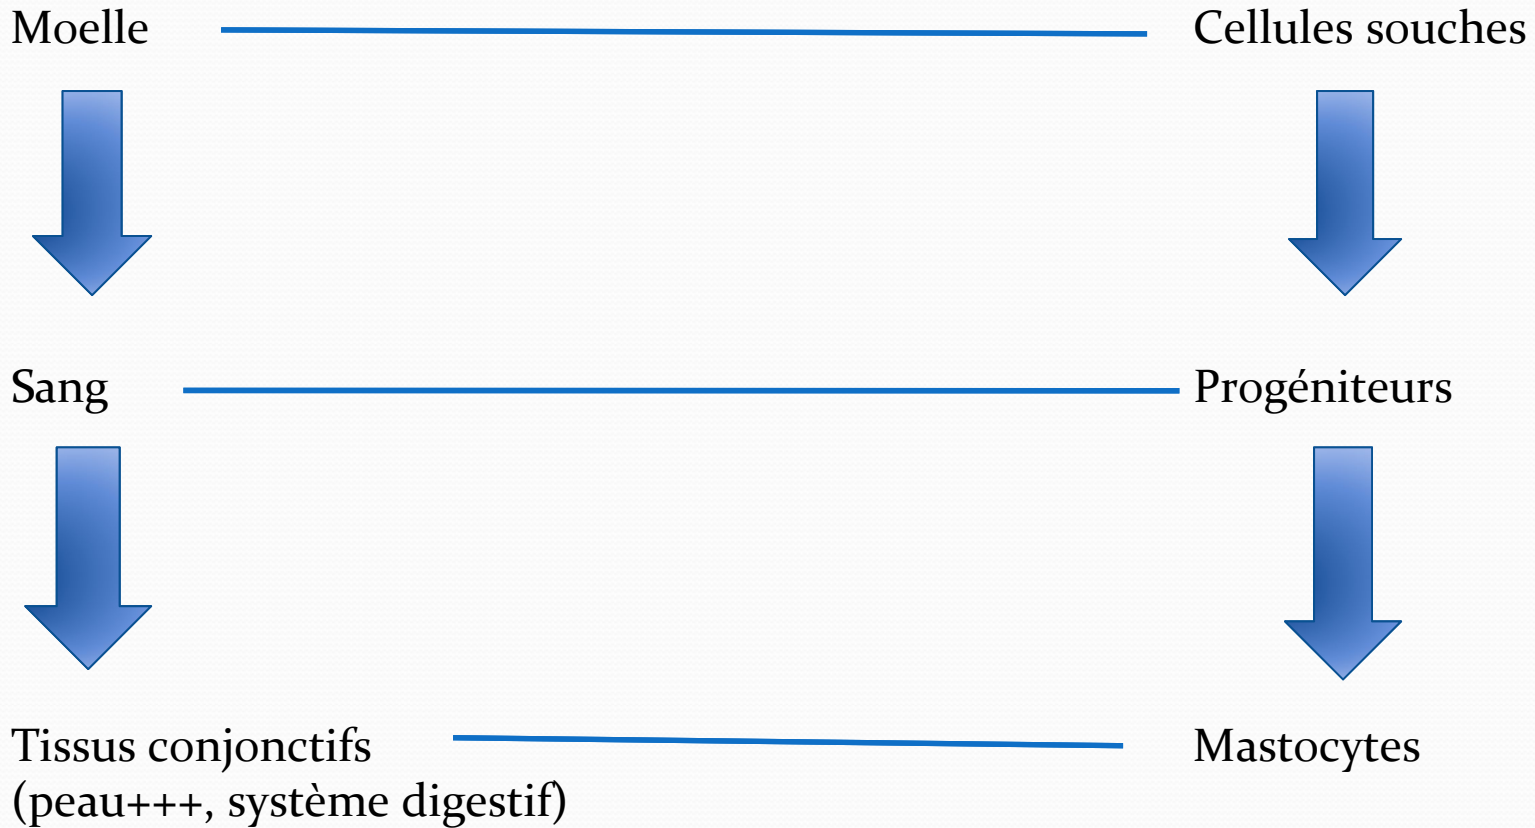 Moelle
Cellules souches
Sang
Progéniteurs
Tissus conjonctifs
(peau+++, système digestif)
Mastocytes